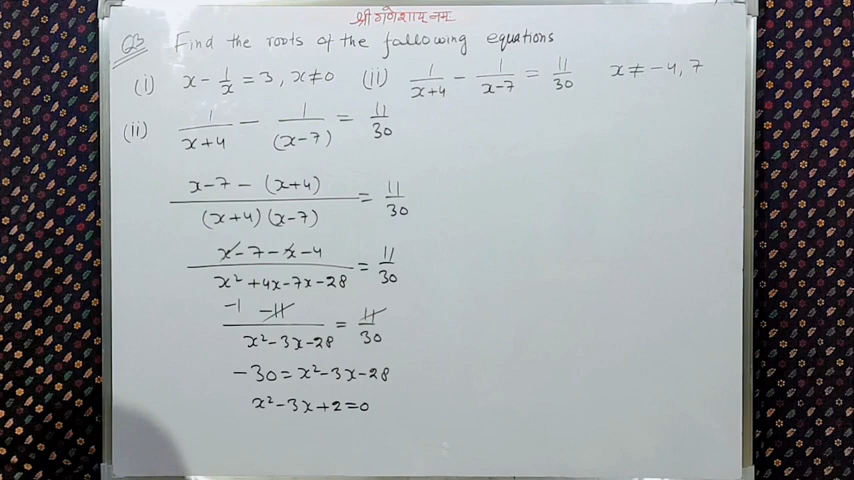 श्री गणेशाय नमः
Q3 Find the roots of the following equations
(i) x - 1/x = 3, x ≠ 0 (ii) 1/(x+4) - 1/(x-7) = 11/30 x ≠ -4, 7
(ii) 1/(x+4) - 1/(x-7) = 11/30
(x-7 - (x+4))/((x+4)(x-7)) = 11/30
(x-7-x-4)/(x²+4x-7x-28) = 11/30
-1 -11/(x²-3x-28) = 11/30
-30 = x²-3x-28
x²-3x+2=0